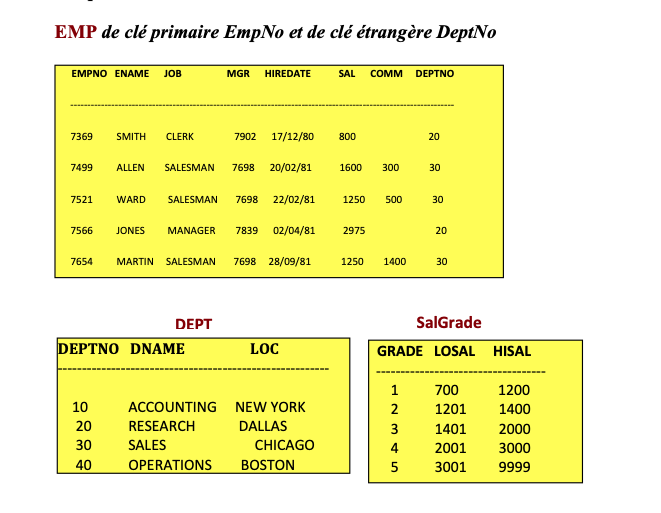 EMP de clé primaire EmpNo et de clé étrangère DeptNo
EMPNO ENAME JOB MGR HIREDATE SAL COMM DEPTNO
7369 SMITH CLERK 7902 17/12/80 800 20
7499 ALLEN SALESMAN 7698 20/02/81 1600 300 30
7521 WARD SALESMAN 7698 22/02/81 1250 500 30
7566 JONES MANAGER 7839 02/04/81 2975 20
7654 MARTIN SALESMAN 7698 28/09/81 1250 1400 30
DEPT
DEPTNO DNAME LOC
10 ACCOUNTING NEW YORK
20 RESEARCH DALLAS
30 SALES CHICAGO
40 OPERATIONS BOSTON
SalGrade
GRADE LOSAL HISAL
1 700 1200
2 1201 1400
3 1401 2000
4 2001 3000
5 3001 9999